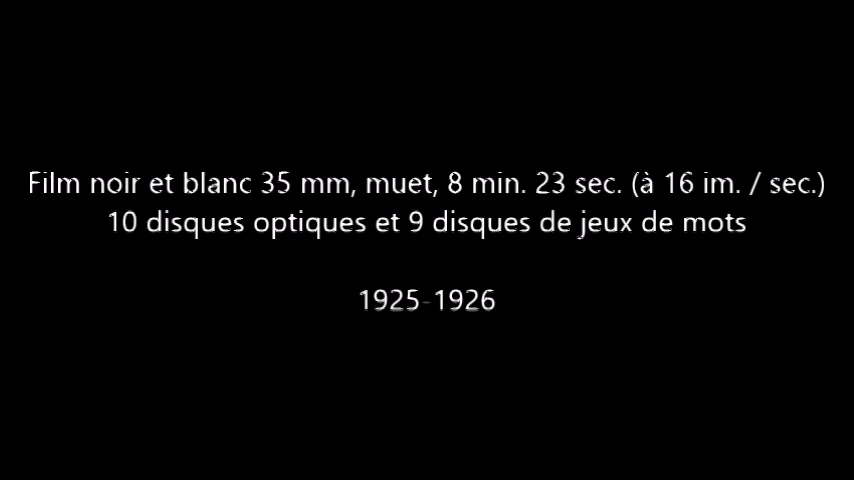 Film noir et blanc 35 mm, muet, 8 min. 23 sec. (à 16 im. / sec.)
10 disques optiques et 9 disques de jeux de mots
1925-1926